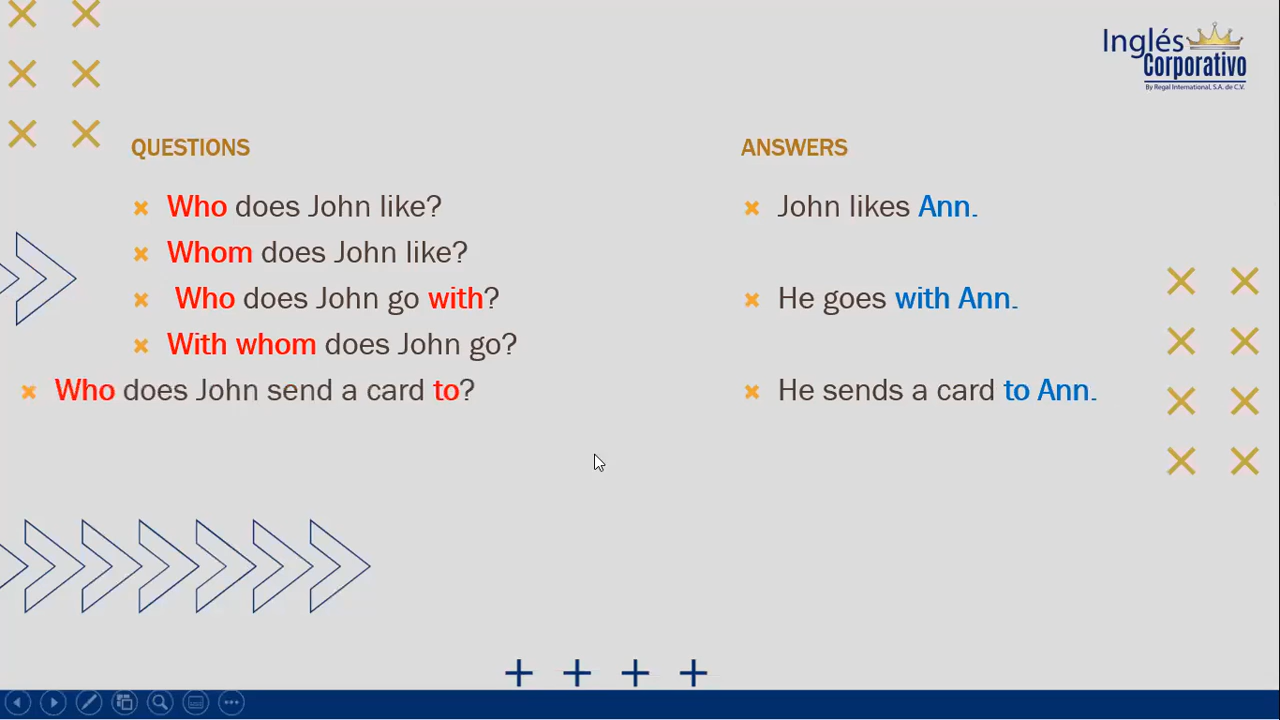 Inglés
Corporativo
By Regal International, S.A. de C.V.
QUESTIONS
Who does John like?
Whom does John like?
Who does John go with?
With whom does John go?
Who does John send a card to?
ANSWERS
John likes Ann.
He goes with Ann.
He sends a card to Ann.